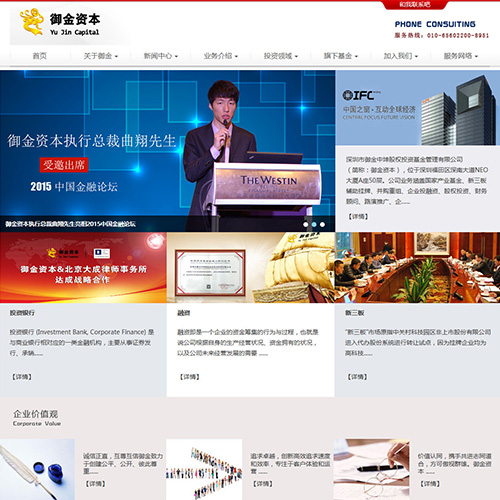 和我联系吧
御金资本
Yu Jin Capital
PHONE CONSUITING
服务热线：010-65602200-8951
首页
关于御金
新闻中心
业务介绍
投资领域
旗下基金
加入我们
服务网络
御金资本执行总裁曲翔先生
受邀出席
2015 中国金融论坛
THE WESTIN
御金资本执行总裁曲翔先生亮相2015中国金融论坛
IFC
中国之窗·互动全球经济
CENTRAL FOCUS FUTURE VISION
深圳市御金中坤股权投资基金管理有限公司
（简称：御金资本），位于深圳福田区深南大道NEO
大厦A座50层。公司业务涵盖国家产业基金、新三板
辅助挂牌、并购重组、企业投融资、股权投资、财务
顾问、路演推介、企......
【详情】
御金资本
御金资本&北京大成律师事务所
达成战略合作
投资银行
投资银行 (Investment Bank, Corporate Finance) 是
与商业银行相对应的一类金融机构，主要从事证券发
行、承销......
【详情】
融资
融资即是一个企业的资金筹集的行为与过程，也就是
说公司根据自身的生产经营状况、资金拥有的状况，
以及公司未来经营发展的需要 ......
【详情】
新三板
“新三板”市场原指中关村科技园区非上市股份有限公司
进入代办股份系统进行转让试点，因为挂牌企业均为
高科技......
【详情】
企业价值观
Corporate Value
诚信正直，互尊互信御金致力
于创建公平、公开、彼此尊
重......
【详情】
追求卓越，创新高效追求速度
和效率，专注于客户体验和运
营 ......
【详情】
价值认同，携手共进志同道
合，方可傲视群雄。御金资本
......
【详情】